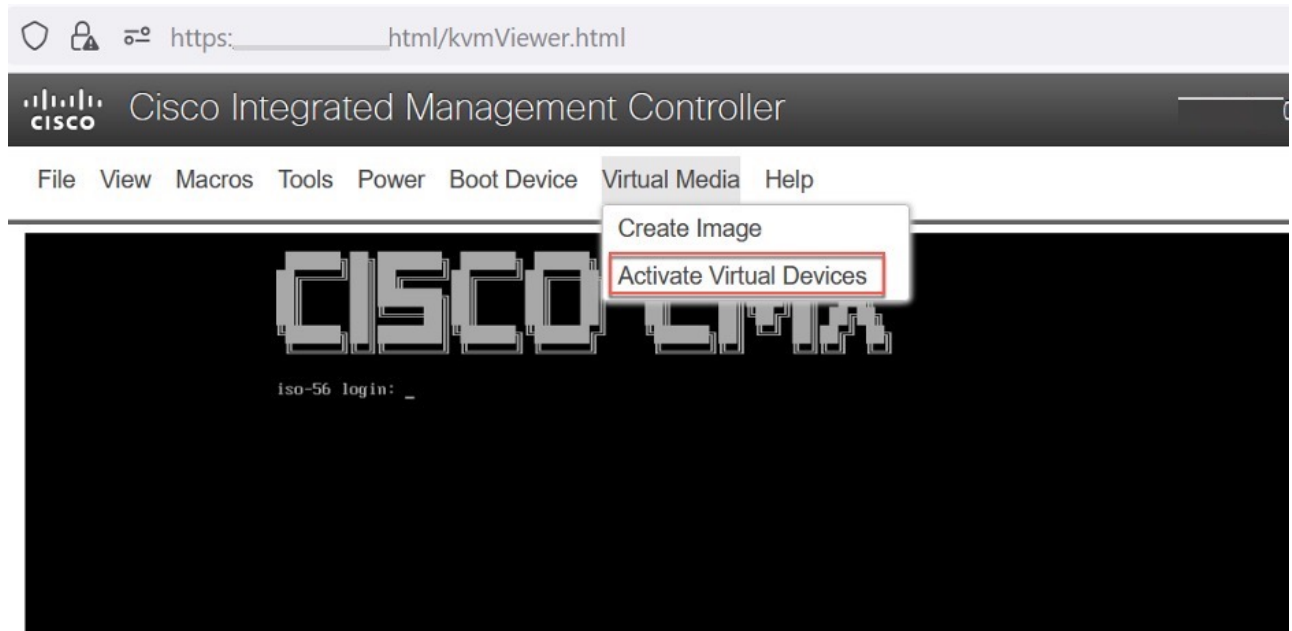 https:            html/kvmViewer.html
CISCO Cisco Integrated Management Controller
File View Macros Tools Power Boot Device Virtual Media Help
Create Image
Activate Virtual Devices
CISCO CMX
iso-56 login: _